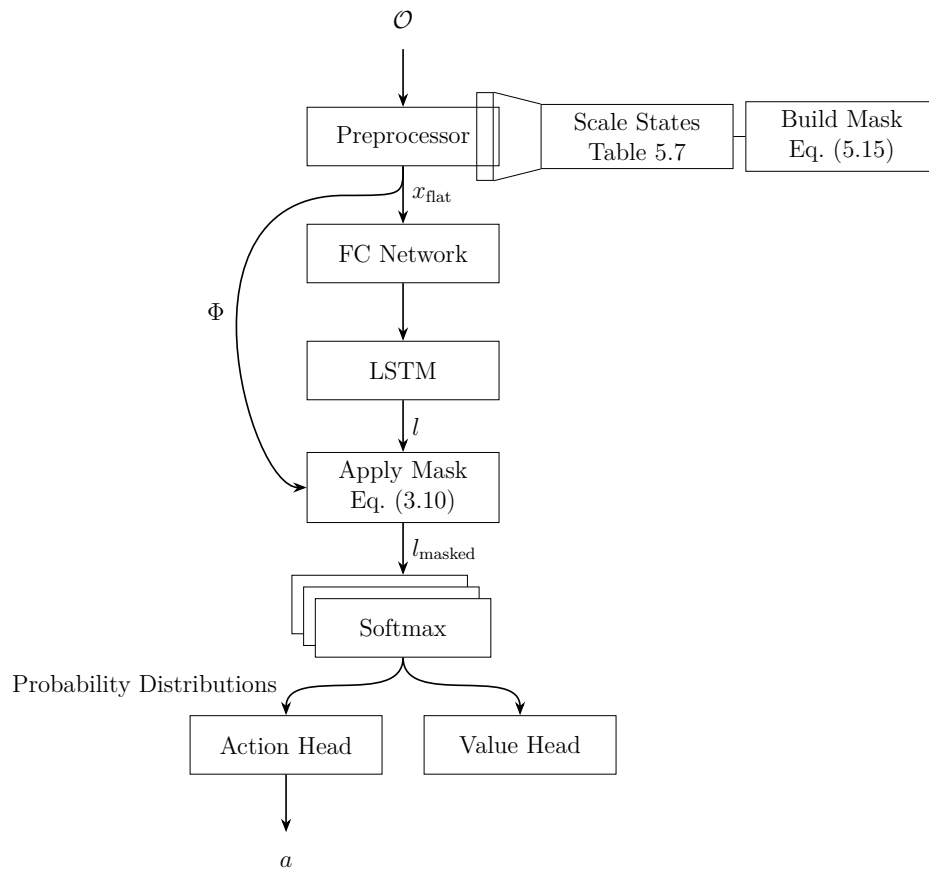 𝒪
Preprocessor
Scale States
Table 5.7
Build Mask
Eq. (5.15)
x_flat
FC Network
Φ
LSTM
l
Apply Mask
Eq. (3.10)
l_masked
Softmax
Probability Distributions
Action Head
Value Head
a